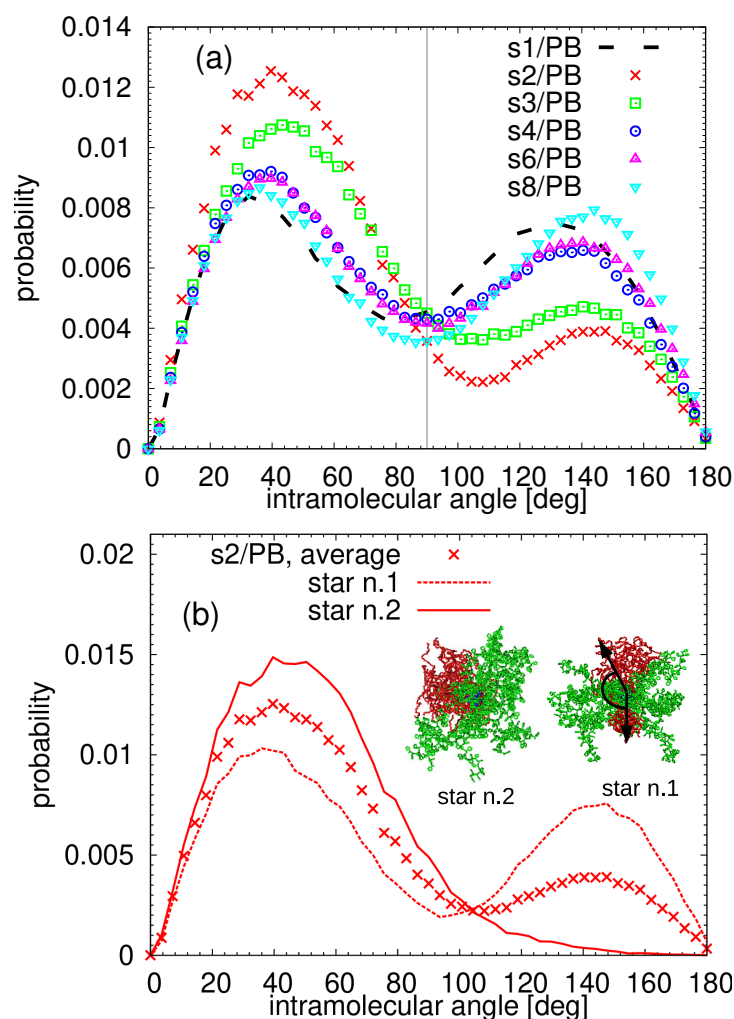 0.014
0.012
0.01
0.008
0.006
0.004
0.002
0
probability
(a)
s1/PB
s2/PB
s3/PB
s4/PB
s6/PB
s8/PB
0 20 40 60 80 100 120 140 160 180
intramolecular angle [deg]
0.02
0.015
0.01
0.005
0
probability
s2/PB, average
star n.1
star n.2
(b)
star n.2
star n.1
0 20 40 60 80 100 120 140 160 180
intramolecular angle [deg]